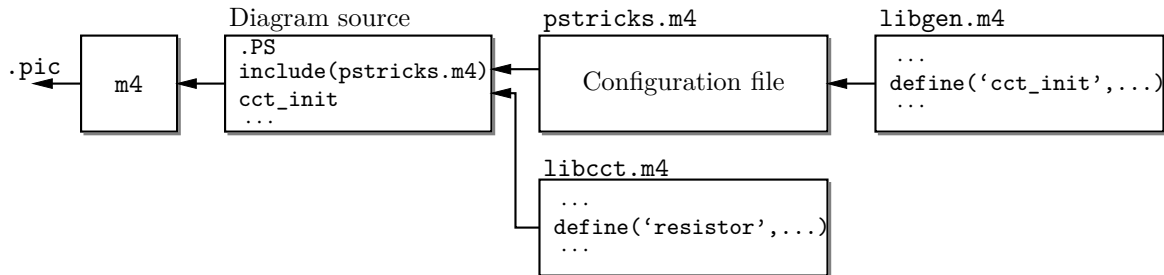 .pic
m4
Diagram source
.PS
include(pstricks.m4)
cct_init
...
pstricks.m4
Configuration file
libgen.m4
...
define(‘cct_init’,...)
...
libcct.m4
...
define(‘resistor’,...)
...